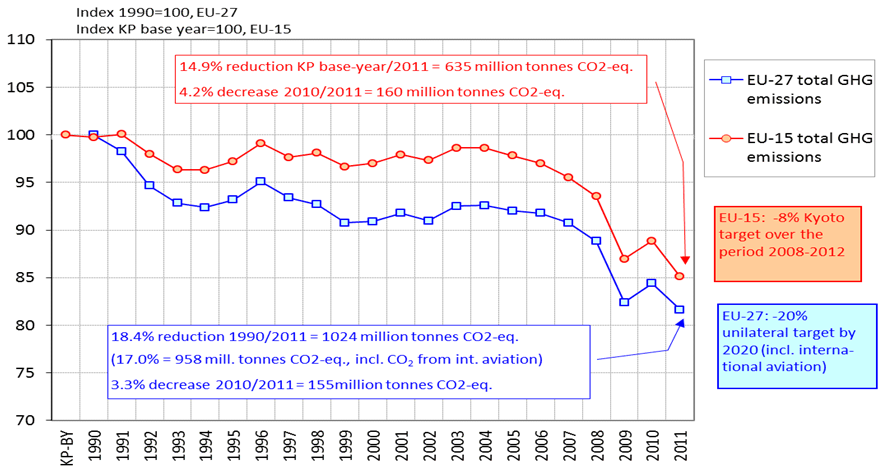 Index 1990=100, EU-27
Index KP base year=100, EU-15
110
105
100
95
90
85
80
75
70
14.9% reduction KP base-year/2011 = 635 million tonnes CO2-eq.
4.2% decrease 2010/2011 = 160 million tonnes CO2-eq.
18.4% reduction 1990/2011 = 1024 million tonnes CO2-eq.
(17.0% = 958 mill. tonnes CO2-eq., incl. CO₂ from int. aviation)
3.3% decrease 2010/2011 = 155million tonnes CO2-eq.
KP-BY
1990
1991
1992
1993
1994
1995
1996
1997
1998
1999
2000
2001
2002
2003
2004
2005
2006
2007
2008
2009
2010
2011
EU-27 total GHG
emissions
EU-15 total GHG
emissions
EU-15: -8% Kyoto
target over the
period 2008-2012
EU-27: -20%
unilateral target by
2020 (incl. interna-
tional aviation)